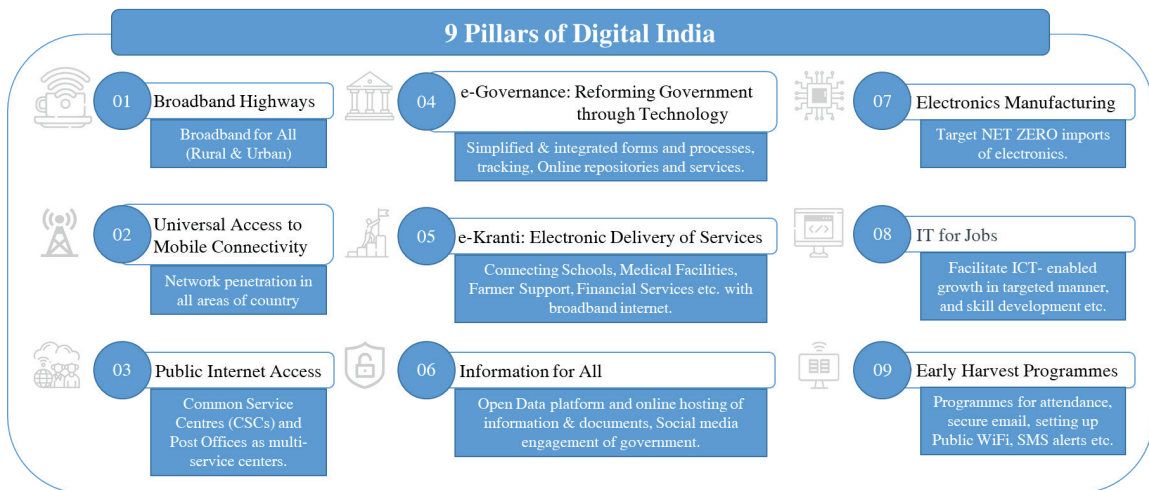 9 Pillars of Digital India
01
Broadband Highways
Broadband for All
(Rural & Urban)
02
Universal Access to
Mobile Connectivity
Network penetration in
all areas of country
03
Public Internet Access
Common Service
Centres (CSCs) and
Post Offices as multi-
service centers.
04
e-Governance: Reforming Government
through Technology
Simplified & integrated forms and processes,
tracking, Online repositories and services.
05
e-Kranti: Electronic Delivery of Services
Connecting Schools, Medical Facilities,
Farmer Support, Financial Services etc. with
broadband internet.
06
Information for All
Open Data platform and online hosting of
information & documents, Social media
engagement of government.
07
Electronics Manufacturing
Target NET ZERO imports
of electronics.
08
IT for Jobs
Facilitate ICT- enabled
growth in targeted manner,
and skill development etc.
09
Early Harvest Programmes
Programmes for attendance,
secure email, setting up
Public WiFi, SMS alerts etc.